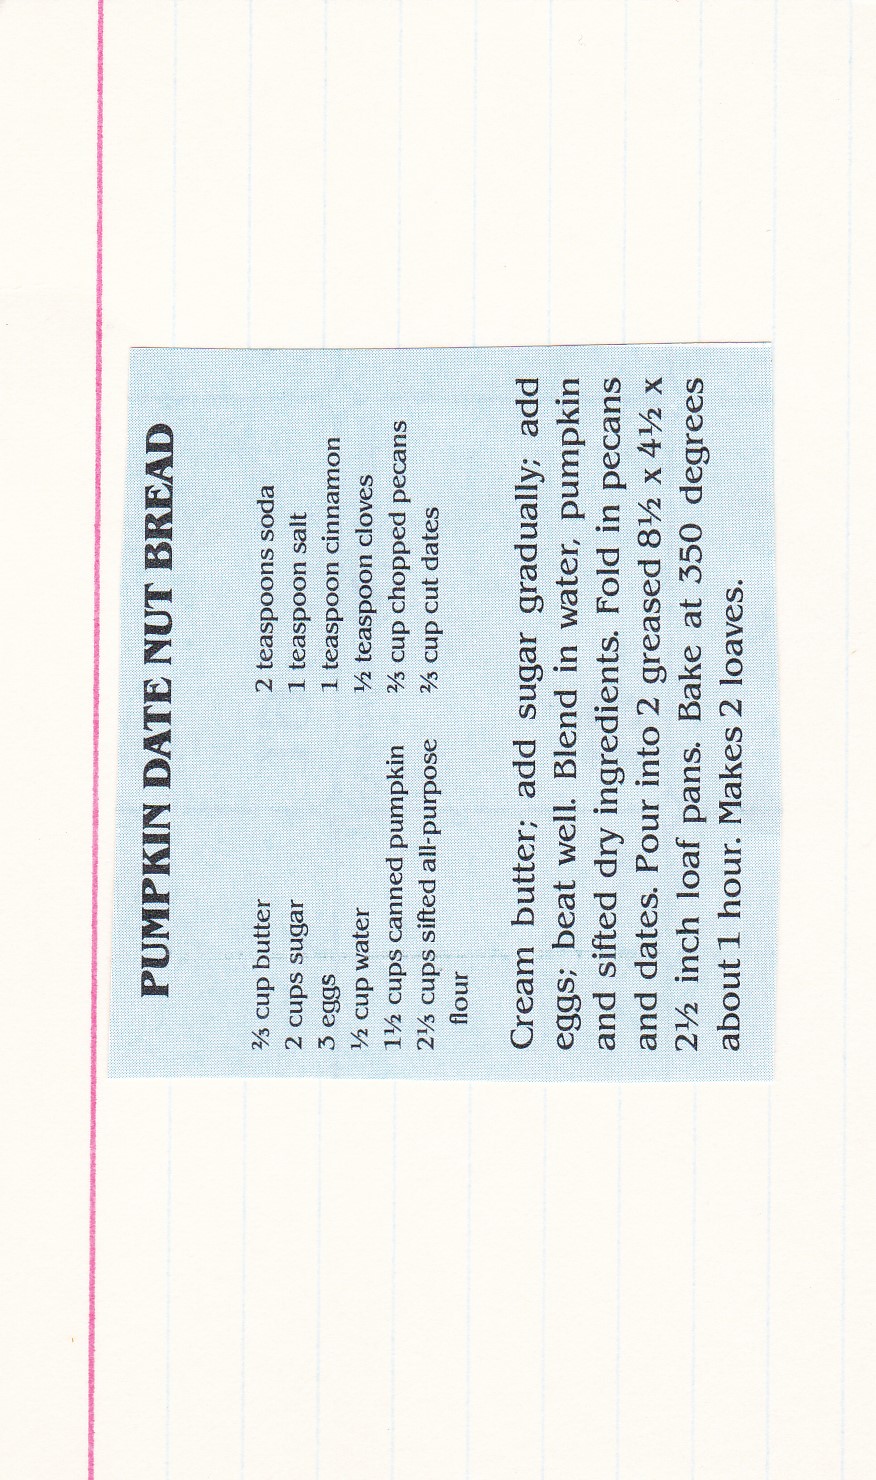 PUMPKIN DATE NUT BREAD
⅔ cup butter
2 cups sugar
3 eggs
½ cup water
1½ cups canned pumpkin
2⅓ cups sifted all-purpose
flour
2 teaspoons soda
1 teaspoon salt
1 teaspoon cinnamon
½ teaspoon cloves
⅔ cup chopped pecans
⅔ cup cut dates
Cream butter; add sugar gradually; add
eggs; beat well. Blend in water, pumpkin
and sifted dry ingredients. Fold in pecans
and dates. Pour into 2 greased 8½ x 4½ x
2½ inch loaf pans. Bake at 350 degrees
about 1 hour. Makes 2 loaves.